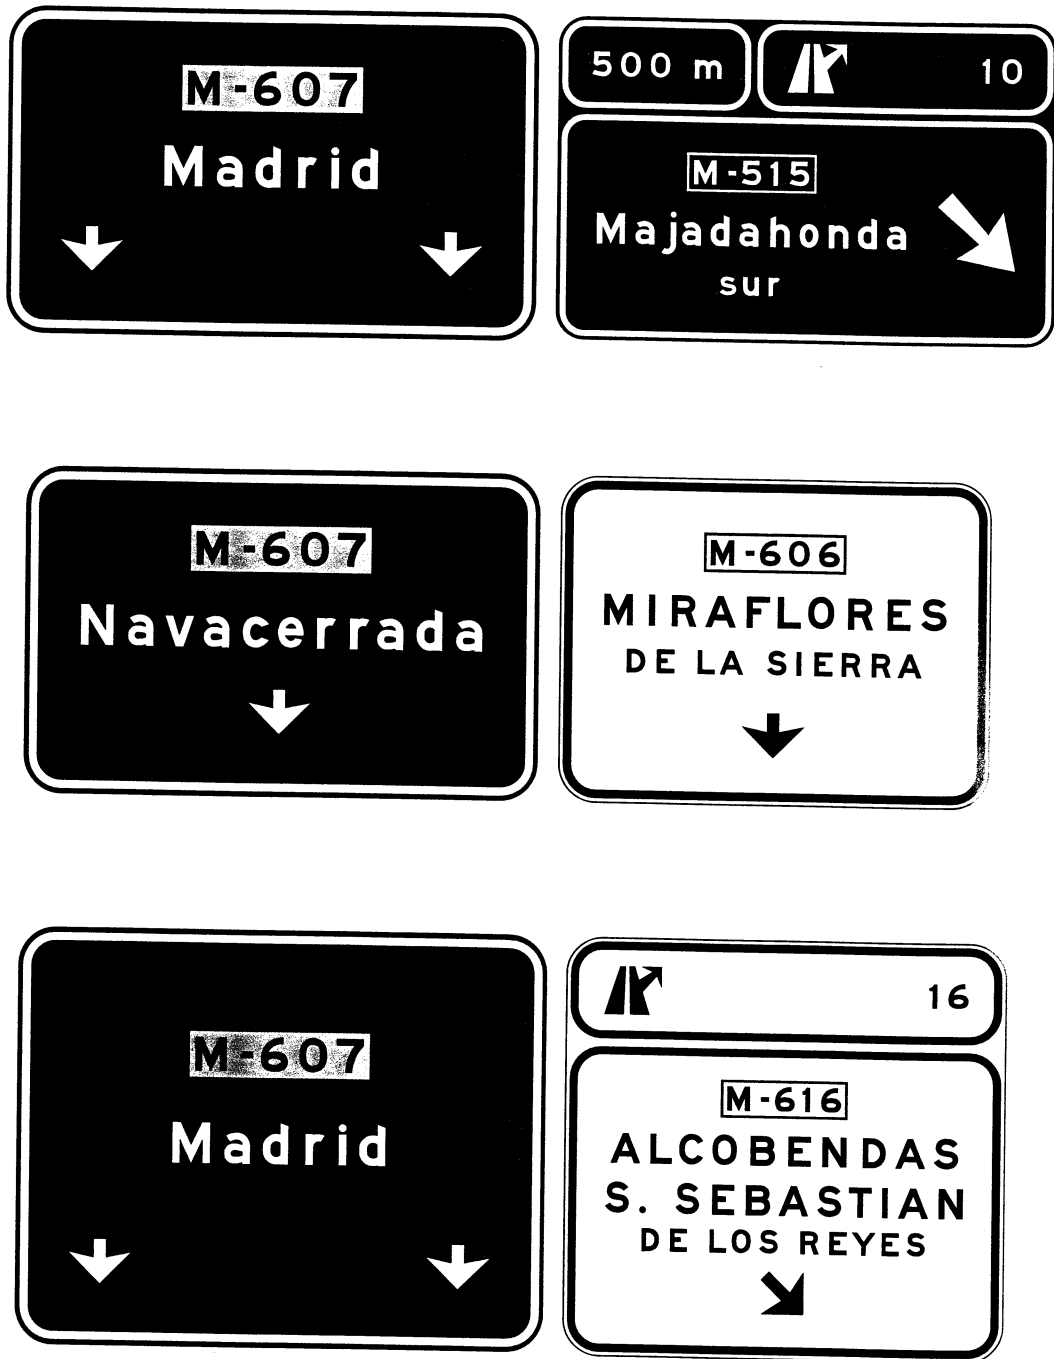 M-607
Madrid
500 m
10
M-515
Majadahonda
sur
M-607
Navacerrada
M-606
MIRAFLORES
DE LA SIERRA
M-607
Madrid
16
M-616
ALCOBENDAS
S. SEBASTIAN
DE LOS REYES